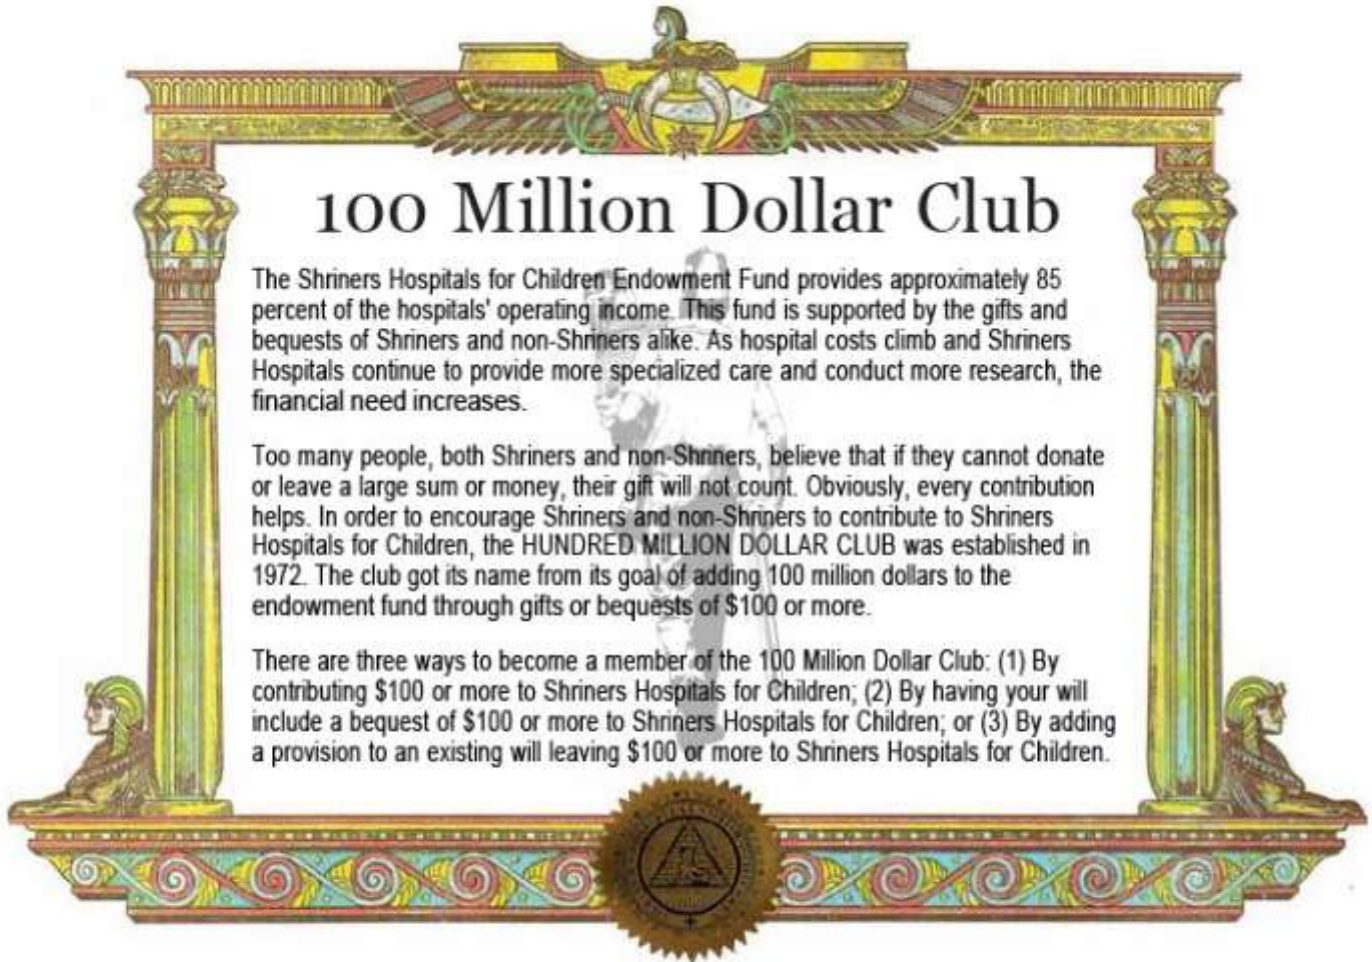 100 Million Dollar Club
The Shriners Hospitals for Children Endowment Fund provides approximately 85
percent of the hospitals' operating income. This fund is supported by the gifts and
bequests of Shriners and non-Shriners alike. As hospital costs climb and Shriners
Hospitals continue to provide more specialized care and conduct more research, the
financial need increases.
Too many people, both Shriners and non-Shriners, believe that if they cannot donate
or leave a large sum or money, their gift will not count. Obviously, every contribution
helps. In order to encourage Shriners and non-Shriners to contribute to Shriners
Hospitals for Children, the HUNDRED MILLION DOLLAR CLUB was established in
1972. The club got its name from its goal of adding 100 million dollars to the
endowment fund through gifts or bequests of $100 or more.
There are three ways to become a member of the 100 Million Dollar Club: (1) By
contributing $100 or more to Shriners Hospitals for Children; (2) By having your will
include a bequest of $100 or more to Shriners Hospitals for Children; or (3) By adding
a provision to an existing will leaving $100 or more to Shriners Hospitals for Children.